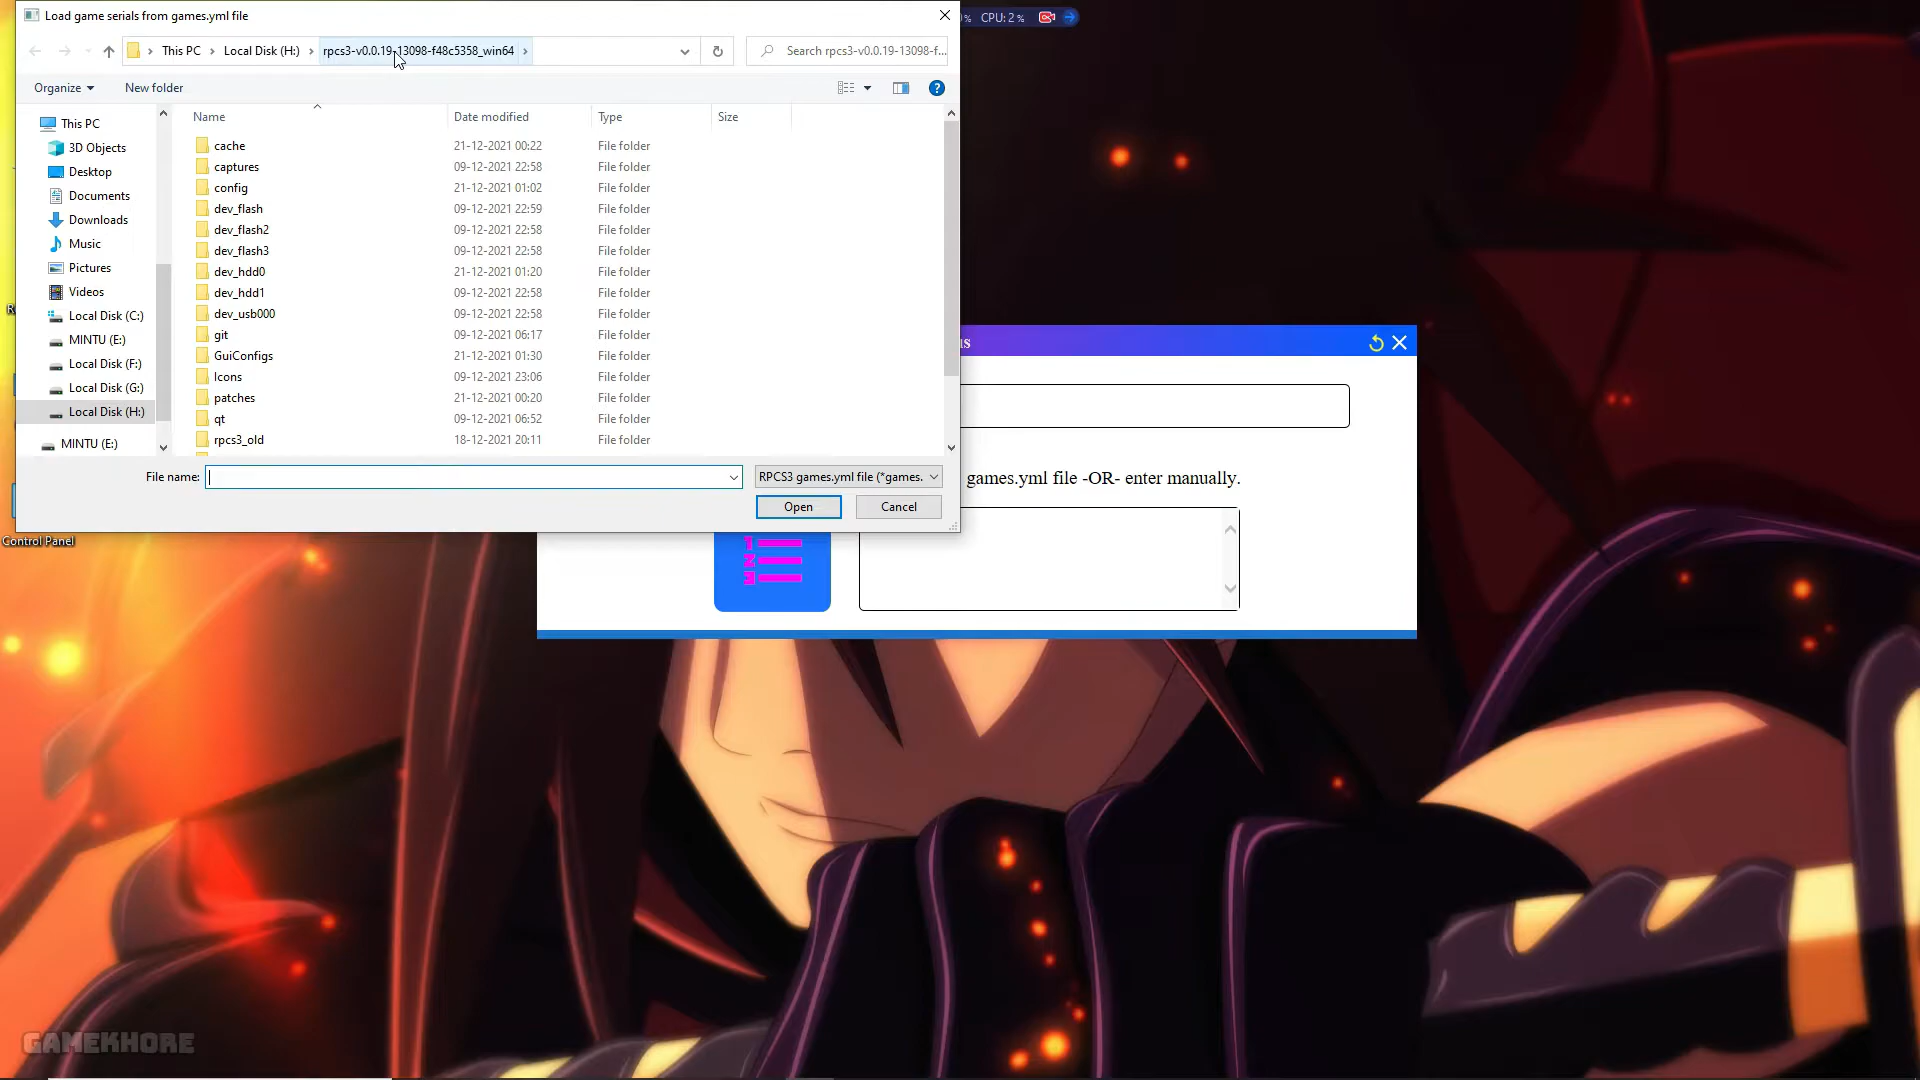 Load game serials from games.yml file
% CPU: 2 %
This PC > Local Disk (H:) > rpcs3-v0.0.19-13098-f48c5358_win64 >
Search rpcs3-v0.0.19-13098-f...
Organize
New folder
Name Date modified Type Size
This PC
3D Objects
Desktop
Documents
Downloads
Music
Pictures
Videos
Local Disk (C:)
MINTU (E:)
Local Disk (F:)
Local Disk (G:)
Local Disk (H:)
MINTU (E:)
cache 21-12-2021 00:22 File folder
captures 09-12-2021 22:58 File folder
config 21-12-2021 01:02 File folder
dev_flash 09-12-2021 22:59 File folder
dev_flash2 09-12-2021 22:58 File folder
dev_flash3 09-12-2021 22:58 File folder
dev_hdd0 21-12-2021 01:20 File folder
dev_hdd1 09-12-2021 22:58 File folder
dev_usb000 09-12-2021 22:58 File folder
git 09-12-2021 06:17 File folder
GuiConfigs 21-12-2021 01:30 File folder
Icons 09-12-2021 23:06 File folder
patches 21-12-2021 00:20 File folder
qt 09-12-2021 06:52 File folder
rpcs3_old 18-12-2021 20:11 File folder
File name:
RPCS3 games.yml file (*games.
Open
Cancel
us
games.yml file -OR- enter manually.
1
2
3
R
Control Panel
GAMEKHORE